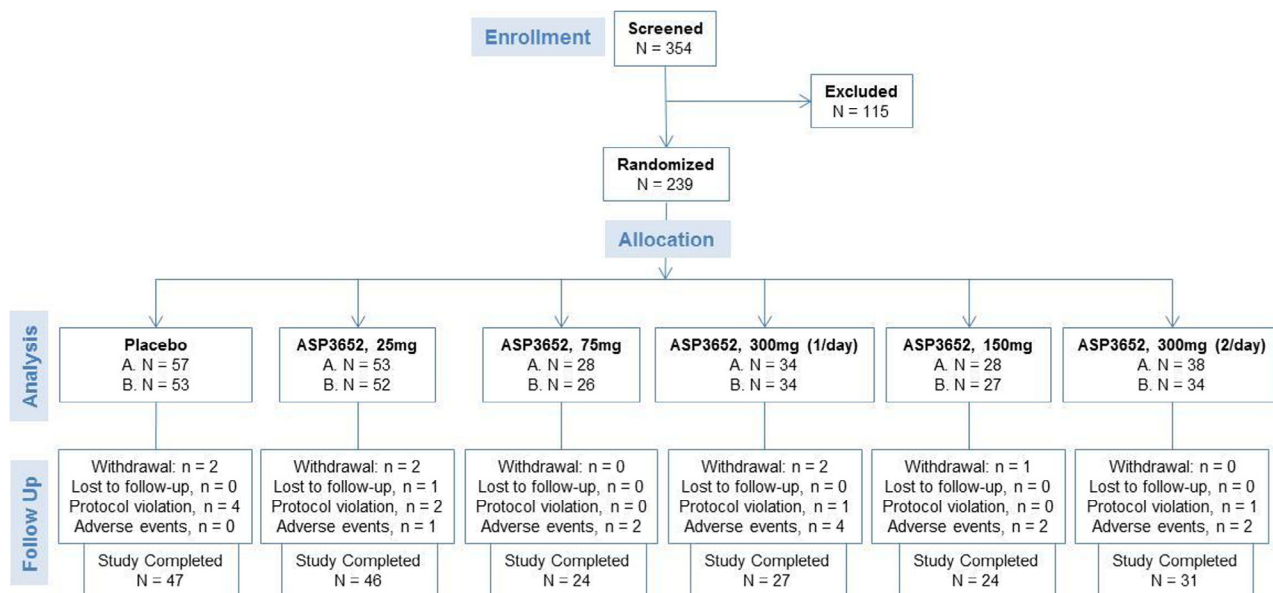 Enrollment
Screened
N = 354
Excluded
N = 115
Randomized
N = 239
Allocation
Analysis
Placebo
A. N = 57
B. N = 53
ASP3652, 25mg
A. N = 53
B. N = 52
ASP3652, 75mg
A. N = 28
B. N = 26
ASP3652, 300mg (1/day)
A. N = 34
B. N = 34
ASP3652, 150mg
A. N = 28
B. N = 27
ASP3652, 300mg (2/day)
A. N = 38
B. N = 34
Follow Up
Withdrawal: n = 2
Lost to follow-up, n = 0
Protocol violation, n = 4
Adverse events, n = 0
Study Completed
N = 47
Withdrawal: n = 2
Lost to follow-up, n = 1
Protocol violation, n = 2
Adverse events, n = 1
Study Completed
N = 46
Withdrawal: n = 0
Lost to follow-up, n = 0
Protocol violation, n = 0
Adverse events, n = 2
Study Completed
N = 24
Withdrawal: n = 2
Lost to follow-up, n = 0
Protocol violation, n = 1
Adverse events, n = 4
Study Completed
N = 27
Withdrawal: n = 1
Lost to follow-up, n = 0
Protocol violation, n = 0
Adverse events, n = 2
Study Completed
N = 24
Withdrawal: n = 0
Lost to follow-up, n = 0
Protocol violation, n = 1
Adverse events, n = 2
Study Completed
N = 31